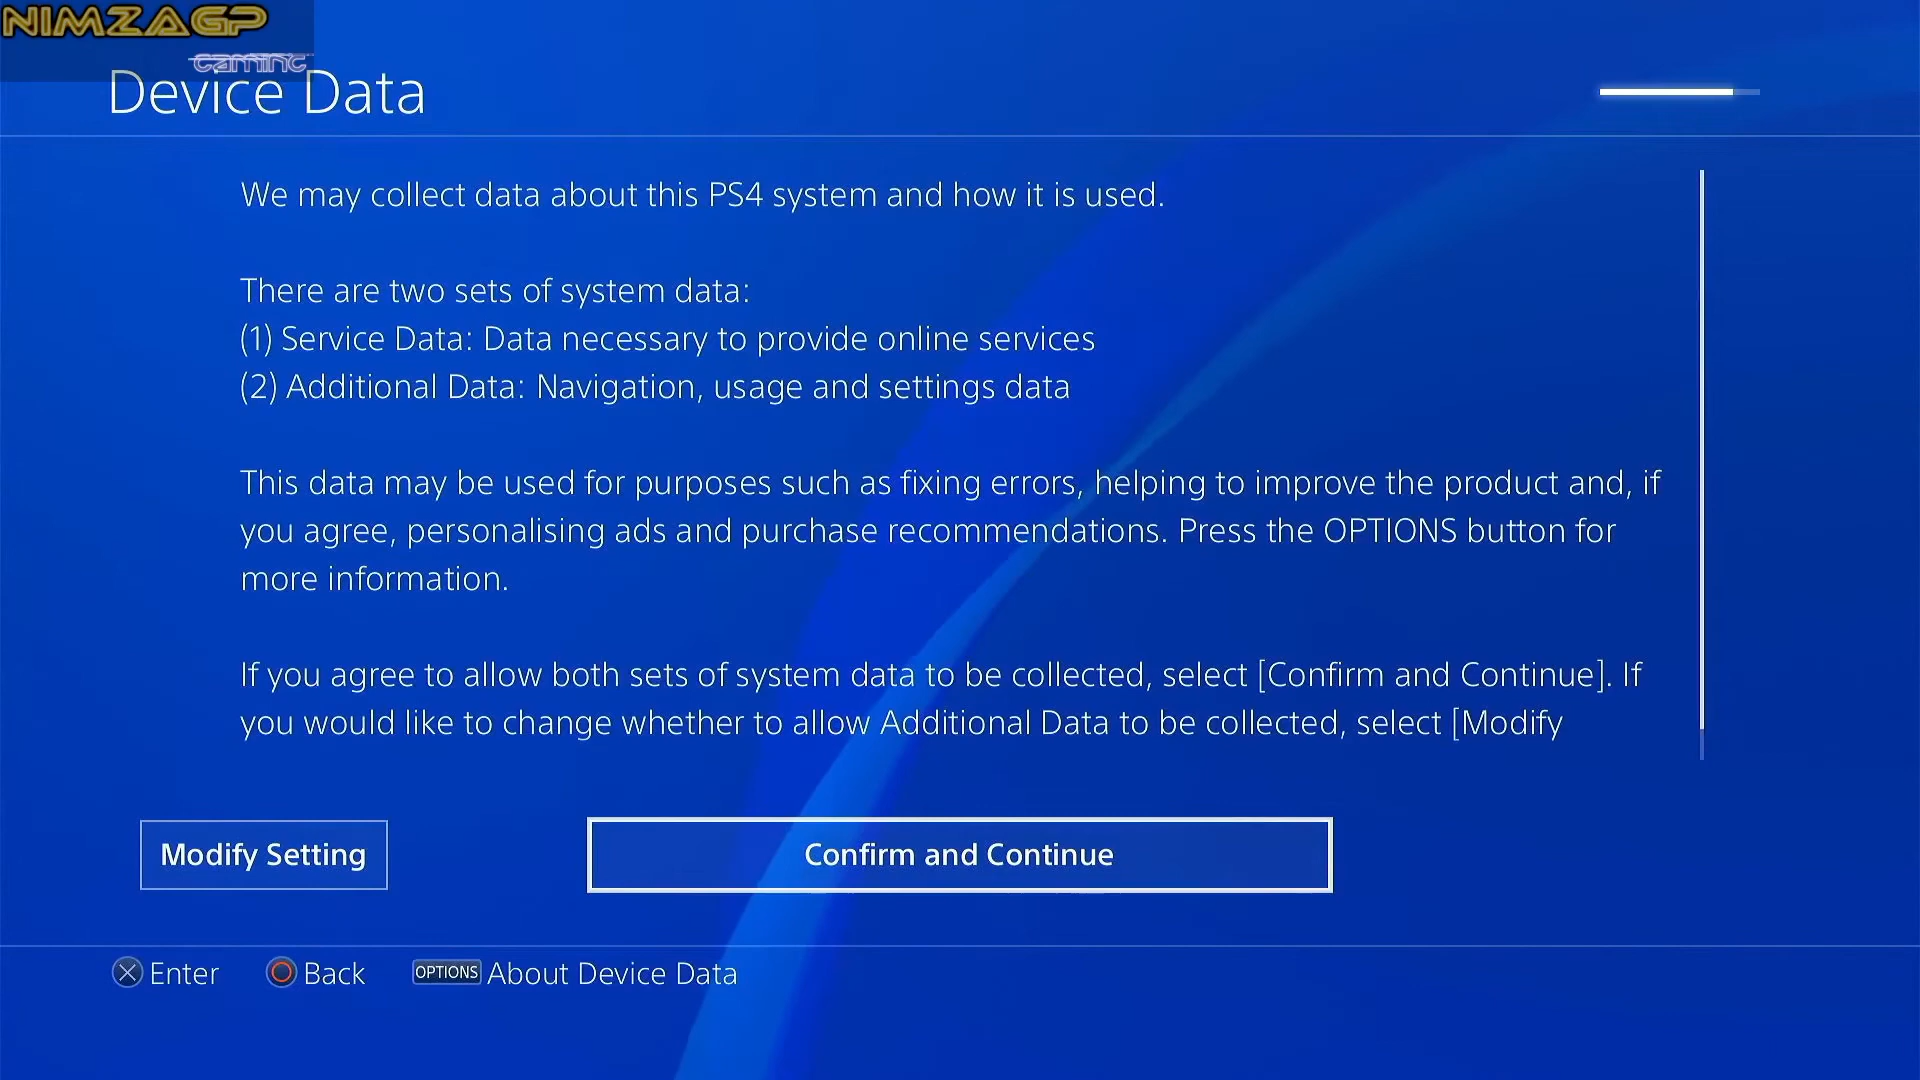 NIMZAGP
GAMING
Device Data
We may collect data about this PS4 system and how it is used.
There are two sets of system data:
(1) Service Data: Data necessary to provide online services
(2) Additional Data: Navigation, usage and settings data
This data may be used for purposes such as fixing errors, helping to improve the product and, if
you agree, personalising ads and purchase recommendations. Press the OPTIONS button for
more information.
If you agree to allow both sets of system data to be collected, select [Confirm and Continue]. If
you would like to change whether to allow Additional Data to be collected, select [Modify
Modify Setting
Confirm and Continue
Enter Back OPTIONS About Device Data